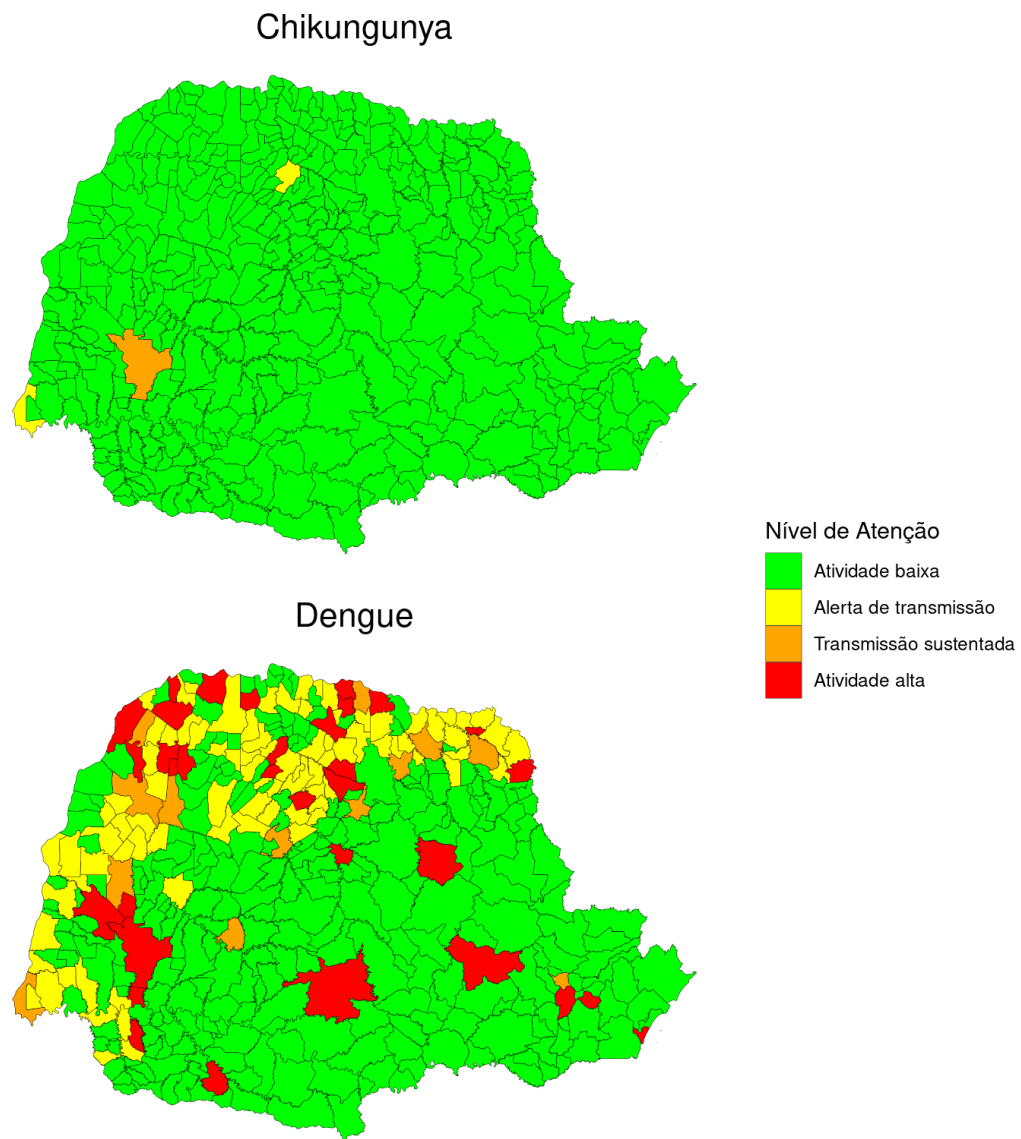 Chikungunya
Nível de Atenção
Atividade baixa
Alerta de transmissão
Transmissão sustentada
Atividade alta
Dengue